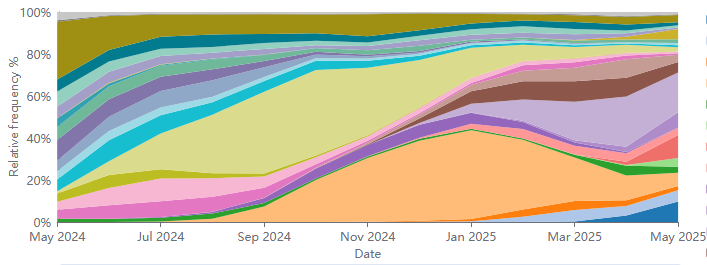 Relative frequency %
100%
80%
60%
40%
20%
0%
May 2024
Jul 2024
Sep 2024
Nov 2024
Jan 2025
Mar 2025
May 2025
Date